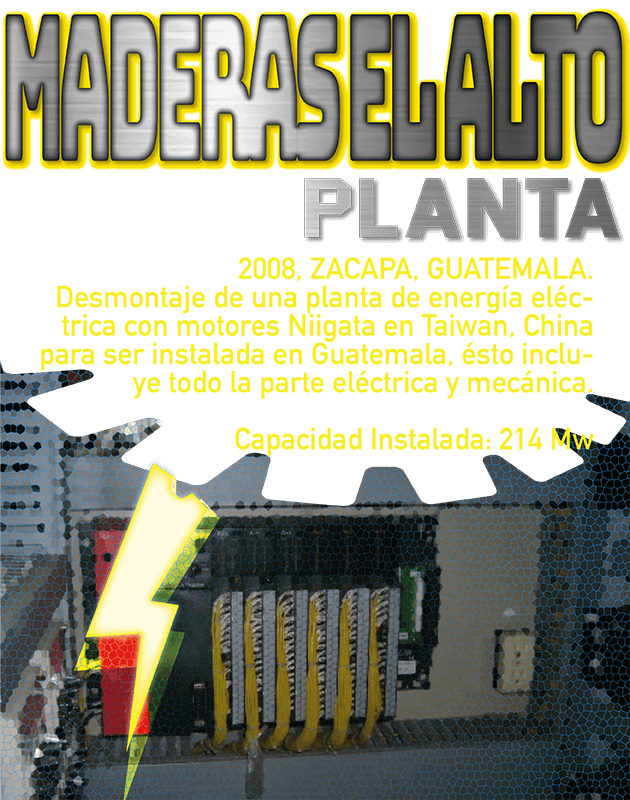 MADERAS EL ALTO
PLANTA
2008, ZACAPA, GUATEMALA.
Desmontaje de una planta de energía eléc-
trica con motores Niigata en Taiwan, China
para ser instalada en Guatemala, ésto inclu-
ye todo la parte eléctrica y mecánica.
Capacidad Instalada: 214 Mw